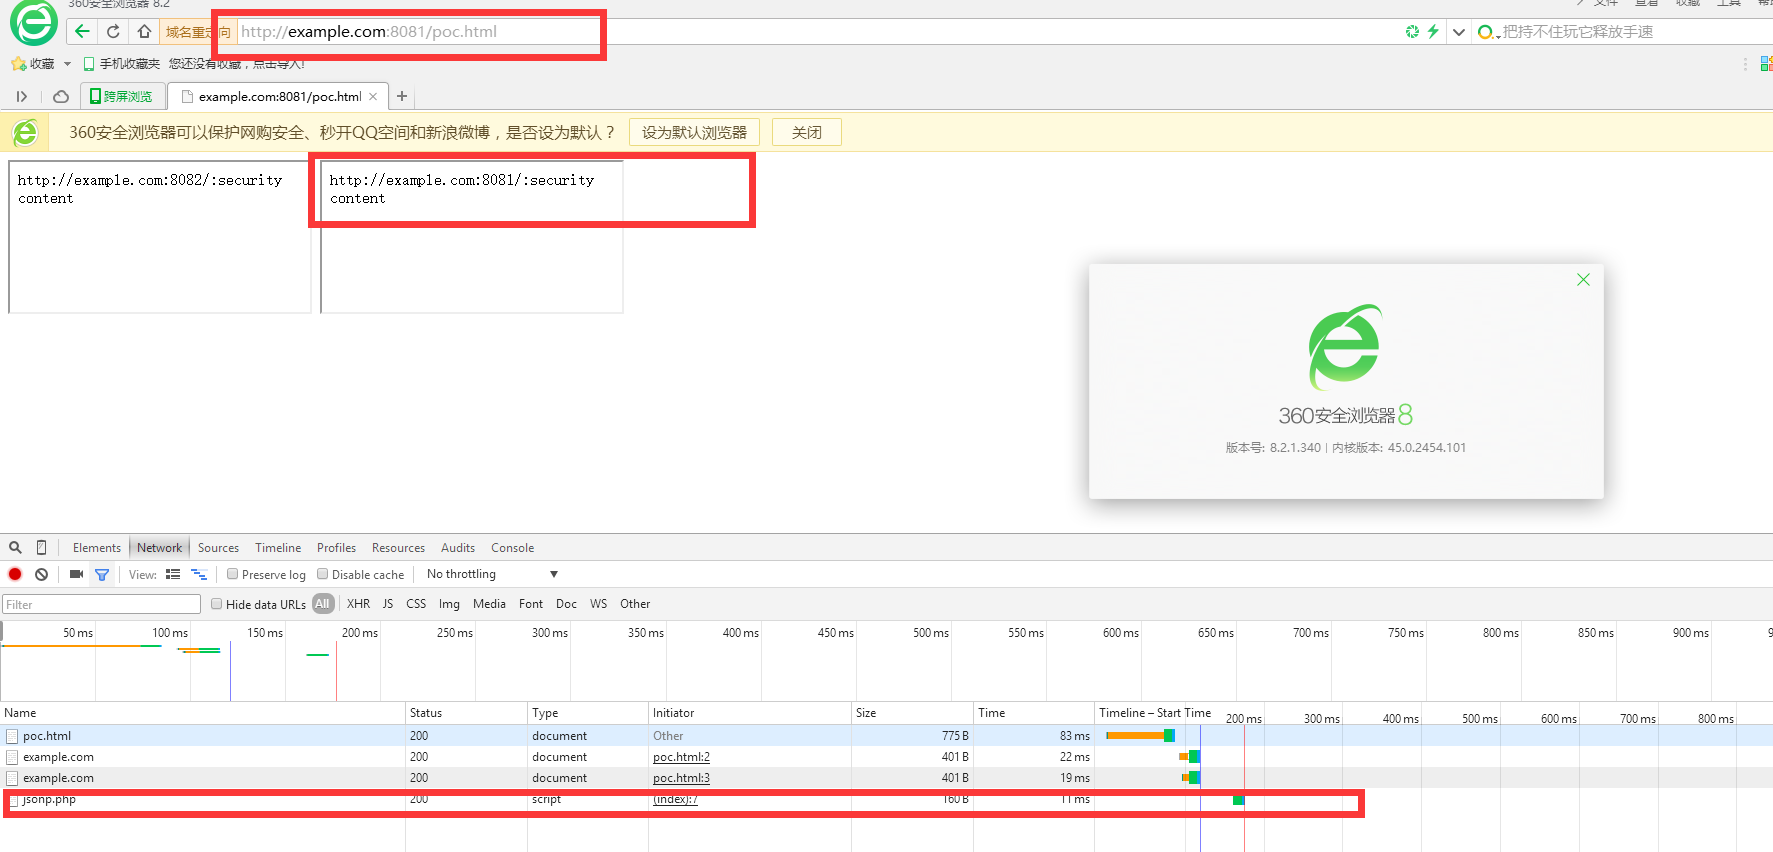 360安全浏览器 8.2
文件 查看 收藏 工具
域名重定向 http://example.com:8081/poc.html
把持不住玩它释放手速
收藏 手机收藏夹 您还没有收藏，点击导入!
跨屏浏览 example.com:8081/poc.html
360安全浏览器可以保护网购安全、秒开QQ空间和新浪微博，是否设为默认？ 设为默认浏览器 关闭
http://example.com:8082/:security
content
http://example.com:8081/:security
content
360安全浏览器8
版本号: 8.2.1.340 | 内核版本: 45.0.2454.101
Elements Network Sources Timeline Profiles Resources Audits Console
View: Preserve log Disable cache No throttling ▼
Filter Hide data URLs All XHR JS CSS Img Media Font Doc WS Other
50 ms 100 ms 150 ms 200 ms 250 ms 300 ms 350 ms 400 ms 450 ms 500 ms 550 ms 600 ms 650 ms 700 ms 750 ms 800 ms 850 ms 900 ms
Name Status Type Initiator Size Time Timeline – Start Time 200 ms 300 ms 400 ms 500 ms 600 ms 700 ms 800 ms
poc.html 200 document Other 775 B 83 ms
example.com 200 document poc.html:2 401 B 22 ms
example.com 200 document poc.html:3 401 B 19 ms
jsonp.php 200 script (index):7 160 B 11 ms